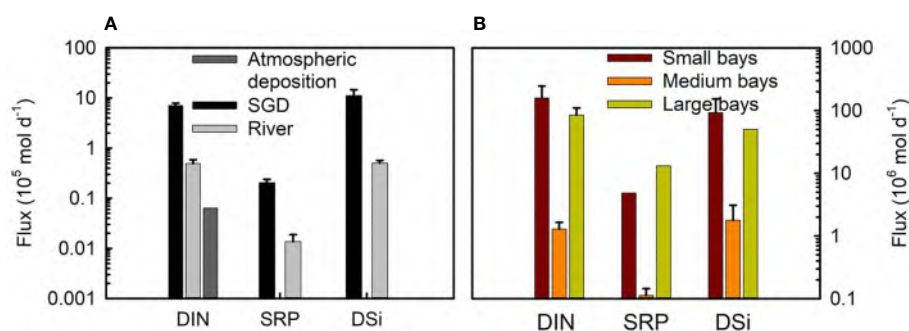 A
Flux (10⁵ mol d⁻¹)
100
10
1
0.1
0.01
0.001
Atmospheric
deposition
SGD
River
DIN SRP DSi
B
Small bays
Medium bays
Large bays
1000
100
10
1
0.1
Flux (10⁶ mol d⁻¹)
DIN SRP DSi